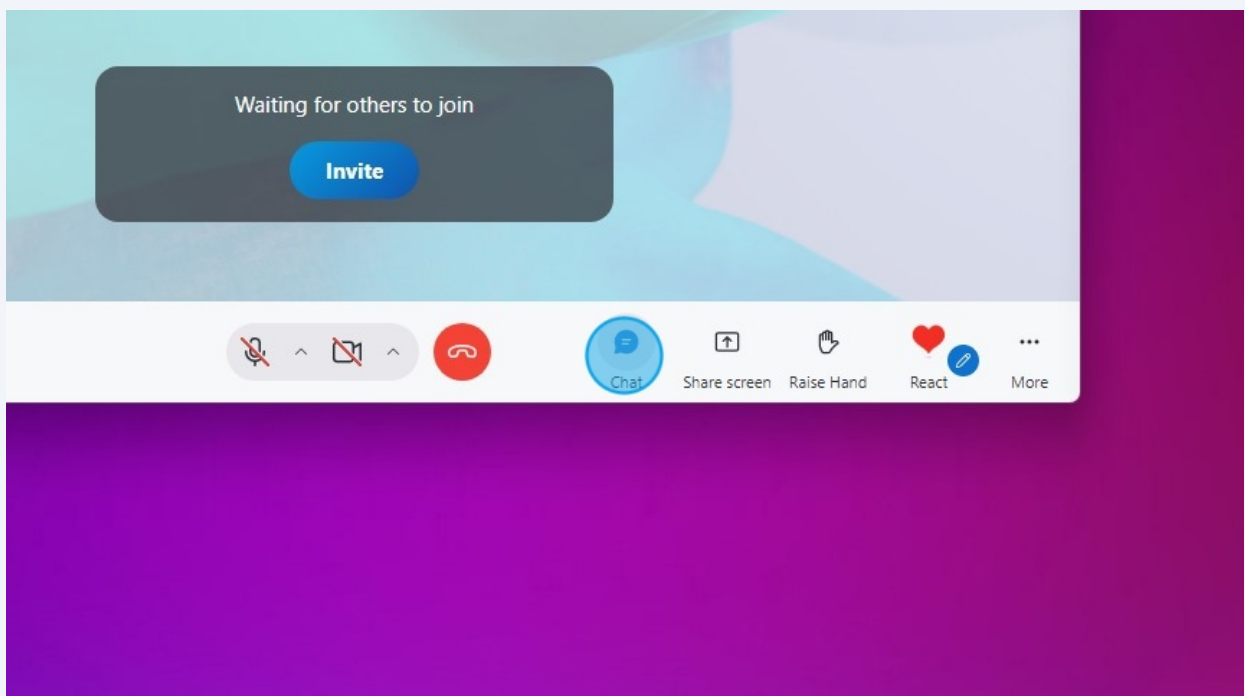 Waiting for others to join
Invite
Chat Share screen Raise Hand React More